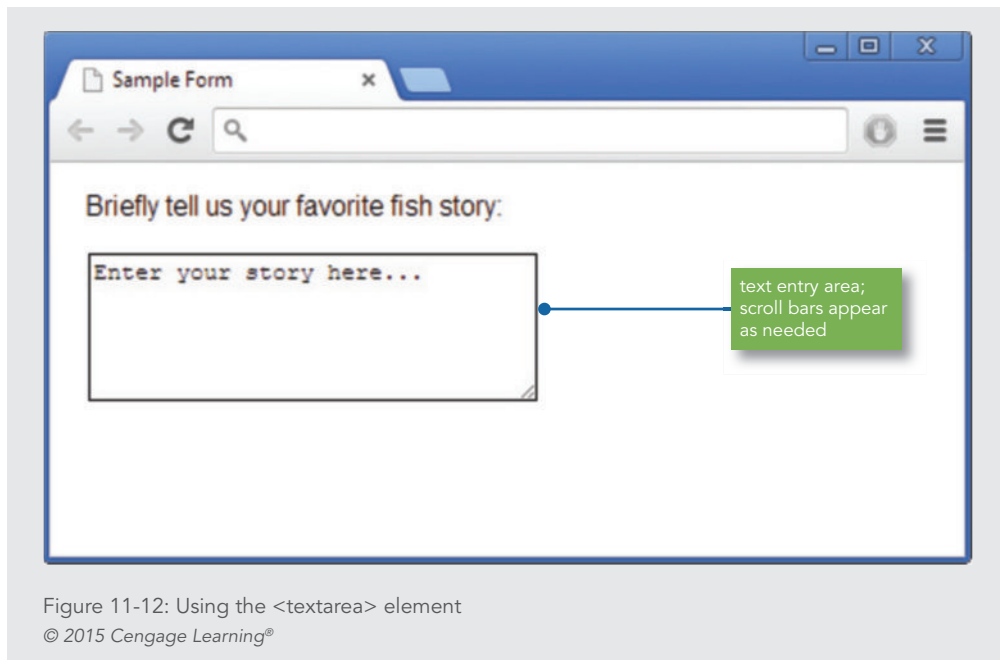 Sample Form
Briefly tell us your favorite fish story:
Enter your story here...
text entry area;
scroll bars appear
as needed
Figure 11-12: Using the <textarea> element
© 2015 Cengage Learning®